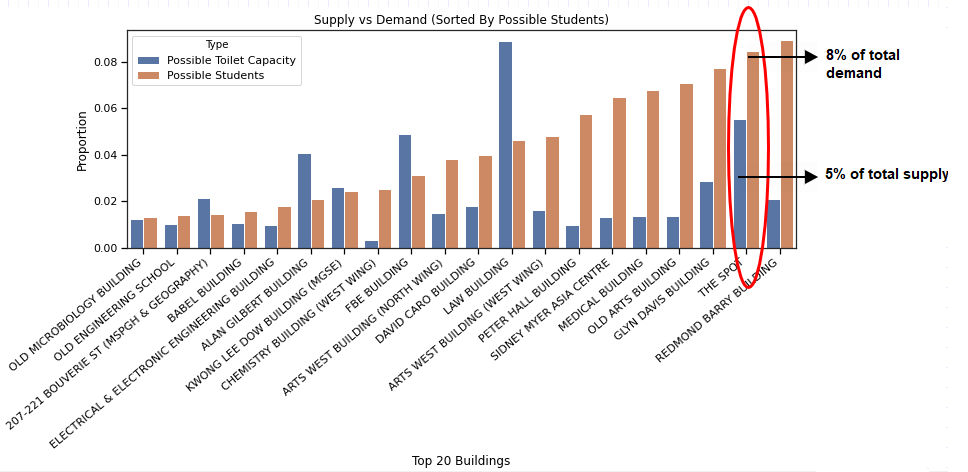 Supply vs Demand (Sorted By Possible Students)
Type
Possible Toilet Capacity
Possible Students
Proportion
0.08
0.06
0.04
0.02
0.00
8% of total
demand
5% of total supply
OLD MICROBIOLOGY BUILDING
OLD ENGINEERING SCHOOL
207-221 BOUVERIE ST (MSPGH & GEOGRAPHY)
BABEL BUILDING
ELECTRICAL & ELECTRONIC ENGINEERING BUILDING
ALAN GILBERT BUILDING
KWONG LEE DOW BUILDING (MGSE)
CHEMISTRY BUILDING (WEST WING)
FBE BUILDING
ARTS WEST BUILDING (NORTH WING)
DAVID CARO BUILDING
LAW BUILDING
ARTS WEST BUILDING (WEST WING)
PETER HALL BUILDING
SIDNEY MYER ASIA CENTRE
MEDICAL BUILDING
OLD ARTS BUILDING
GLYN DAVIS BUILDING
THE SPOT
REDMOND BARRY BUILDING
Top 20 Buildings